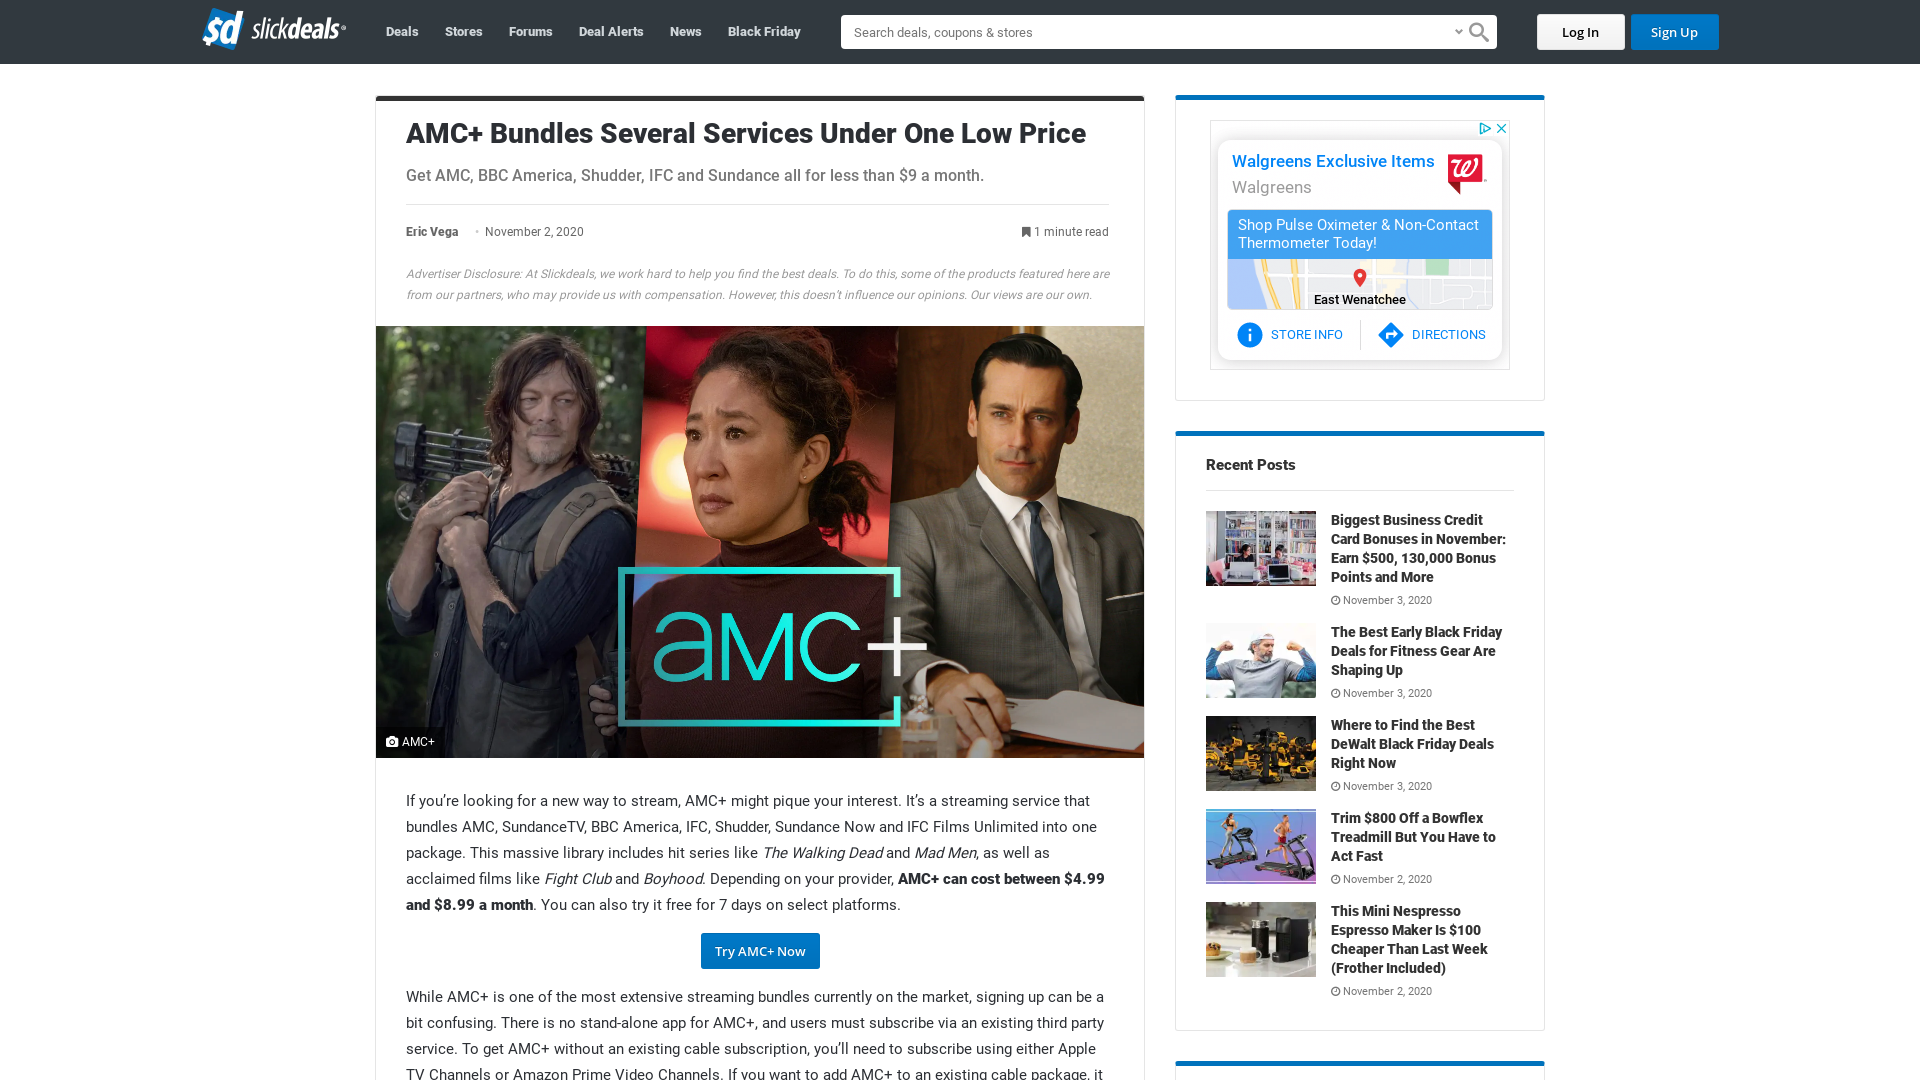 $d slickdeals
Deals
Stores
Forums
Deal Alerts
News
Black Friday
Search deals, coupons & stores
Log In
Sign Up
AMC+ Bundles Several Services Under One Low Price
Get AMC, BBC America, Shudder, IFC and Sundance all for less than $9 a month.
Eric Vega
November 2, 2020
1 minute read
Advertiser Disclosure: At Slickdeals, we work hard to help you find the best deals. To do this, some of the products featured here are
from our partners, who may provide us with compensation. However, this doesn’t influence our opinions. Our views are our own.
aMC+
AMC+
If you’re looking for a new way to stream, AMC+ might pique your interest. It’s a streaming service that
bundles AMC, SundanceTV, BBC America, IFC, Shudder, Sundance Now and IFC Films Unlimited into one
package. This massive library includes hit series like The Walking Dead and Mad Men, as well as
acclaimed films like Fight Club and Boyhood. Depending on your provider, AMC+ can cost between $4.99
and $8.99 a month. You can also try it free for 7 days on select platforms.
Try AMC+ Now
While AMC+ is one of the most extensive streaming bundles currently on the market, signing up can be a
bit confusing. There is no stand-alone app for AMC+, and users must subscribe via an existing third party
service. To get AMC+ without an existing cable subscription, you’ll need to subscribe using either Apple
TV Channels or Amazon Prime Video Channels. If you want to add AMC+ to an existing cable package, it
Walgreens Exclusive Items
Walgreens
W
Shop Pulse Oximeter & Non-Contact
Thermometer Today!
East Wenatchee
STORE INFO
DIRECTIONS
Recent Posts
Biggest Business Credit
Card Bonuses in November:
Earn $500, 130,000 Bonus
Points and More
November 3, 2020
The Best Early Black Friday
Deals for Fitness Gear Are
Shaping Up
November 3, 2020
Where to Find the Best
DeWalt Black Friday Deals
Right Now
November 3, 2020
Trim $800 Off a Bowflex
Treadmill But You Have to
Act Fast
November 2, 2020
This Mini Nespresso
Espresso Maker Is $100
Cheaper Than Last Week
(Frother Included)
November 2, 2020